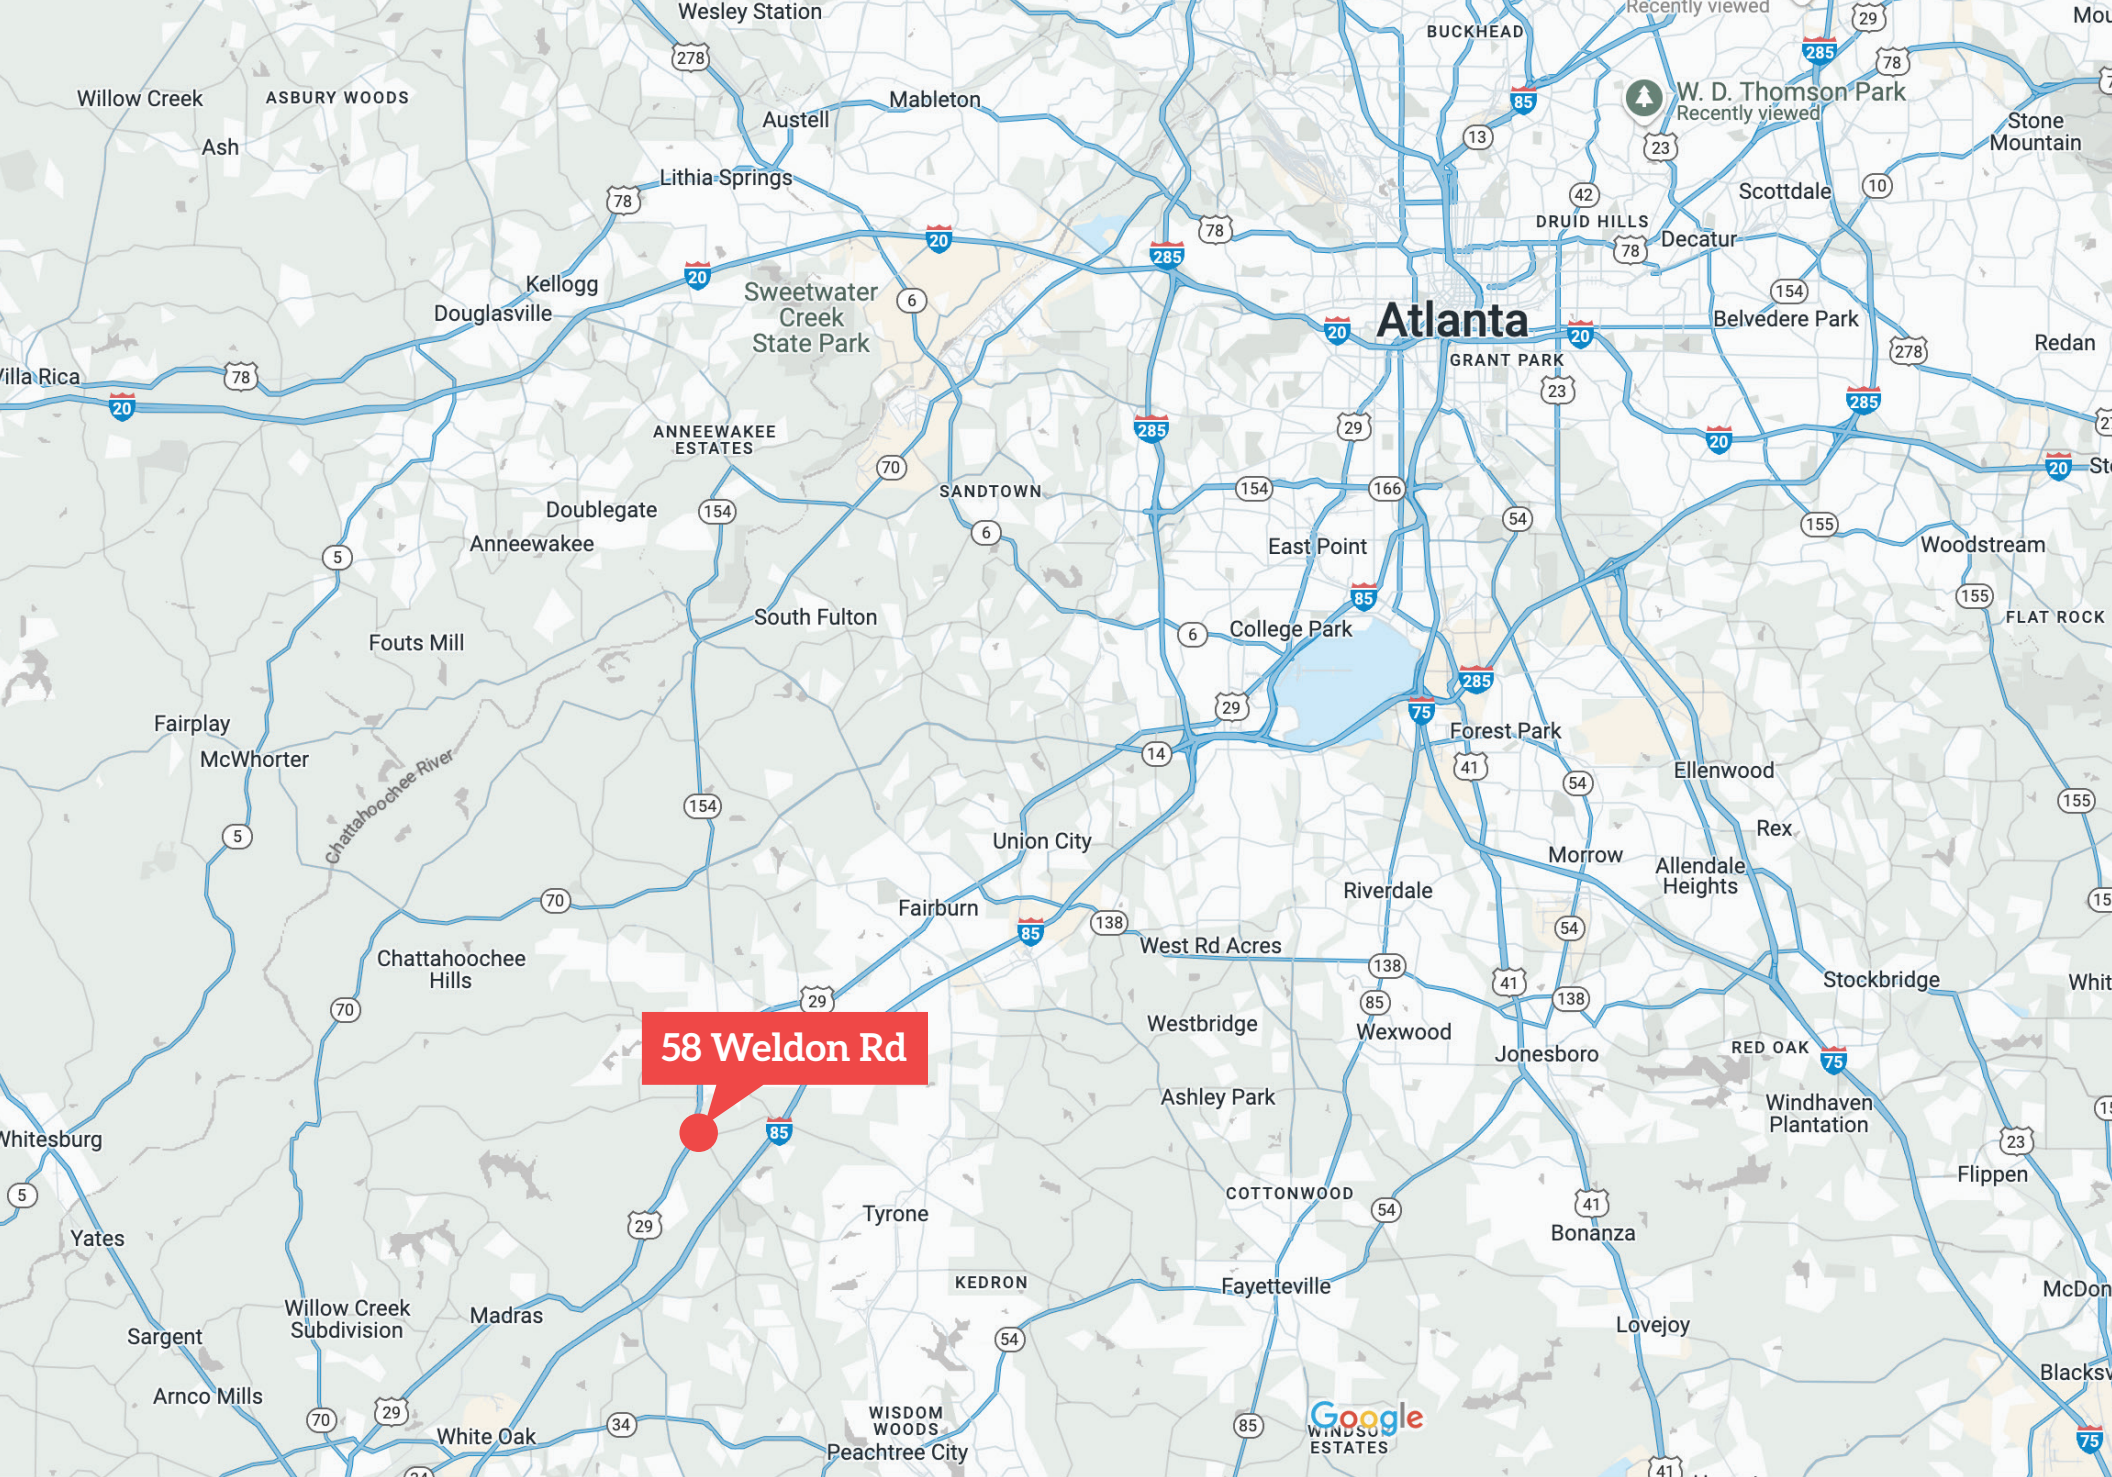 Wesley Station
BUCKHEAD
Recently viewed
29
Mou
278
285
78
Willow Creek
ASBURY WOODS
Mableton
85
W. D. Thomson Park
Recently viewed
Austell
13
Stone
Mountain
Ash
23
Lithia Springs
78
42
Scottdale
10
DRUID HILLS
78
20
285
78
Decatur
20
Kellogg
Sweetwater
Creek
State Park
6
154
Douglasville
20
Atlanta
20
Belvedere Park
GRANT PARK
278
Redan
Villa Rica
78
20
23
285
ANNEEWAKEE
ESTATES
285
29
20
20
70
SANDTOWN
154
166
Doublegate
154
54
155
Anneewakee
6
East Point
Woodstream
5
85
155
South Fulton
6
College Park
FLAT ROCK
Fouts Mill
285
29
75
Fairplay
McWhorter
14
Forest Park
41
Ellenwood
54
Chattahoochee River
154
155
5
Union City
Rex
Morrow
Allendale
Heights
Riverdale
70
Fairburn
138
85
54
West Rd Acres
Chattahoochee
Hills
138
41
138
Stockbridge
Whit
70
29
85
Westbridge
Wexwood
58 Weldon Rd
Jonesboro
RED OAK
75
Ashley Park
Windhaven
Plantation
Whitesburg
85
23
Flippen
5
COTTONWOOD
54
41
Tyrone
29
Bonanza
Yates
KEDRON
Fayetteville
McDon
Willow Creek
Subdivision
Madras
Sargent
54
Lovejoy
Blacksv
Arnco Mills
70
29
34
WISDOM
WOODS
85
Google
WINDSOR
ESTATES
White Oak
Peachtree City
75
34
41